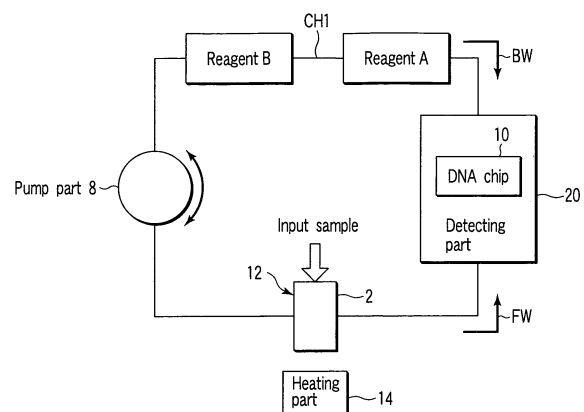 CH1
Reagent B
Reagent A
BW
10
DNA chip
Pump part 8
20
Detecting
part
Input sample
12
2
FW
Heating
part
14